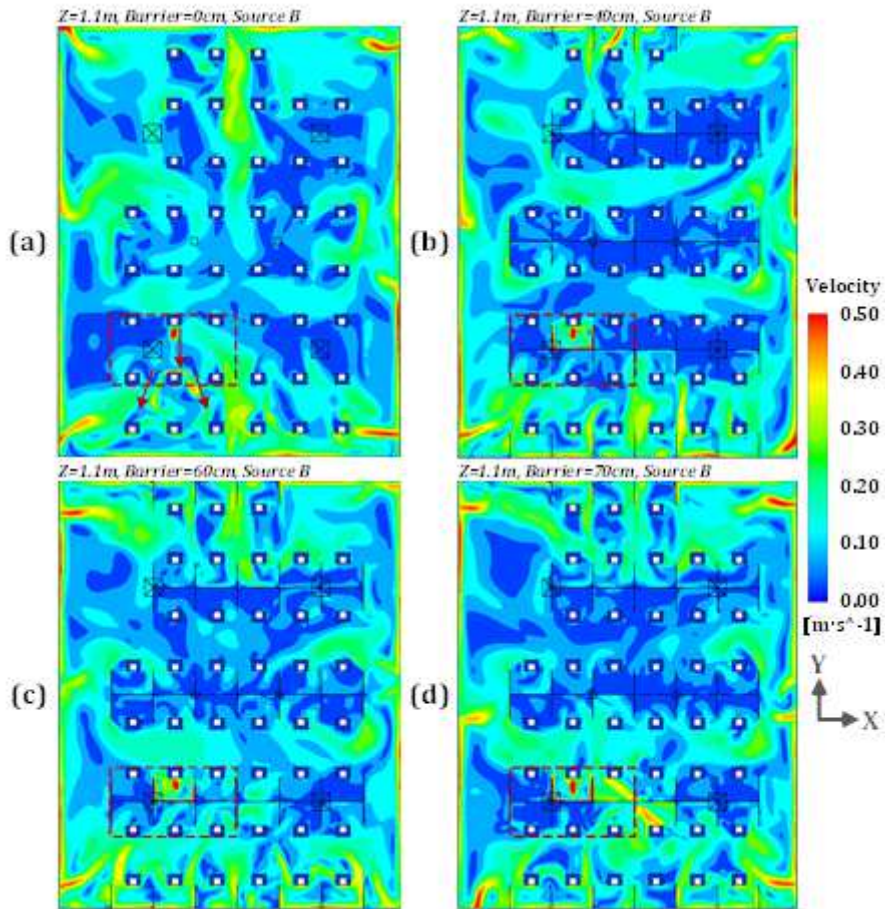 Z=1.1m, Barrier=0cm, Source B
Z=1.1m, Barrier=40cm, Source B
(a)
(b)
Velocity
0.50
0.40
0.30
0.20
0.10
0.00
[m·s^-1]
Z=1.1m, Barrier=60cm, Source B
Z=1.1m, Barrier=70cm, Source B
(c)
(d)
Y
X